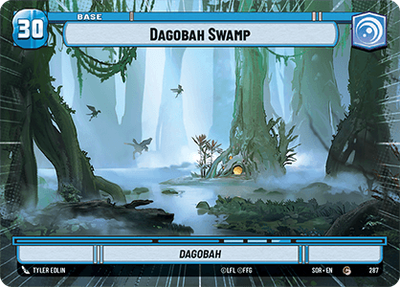 BASE
30
DAGOBAH SWAMP
DAGOBAH
TYLER EDLIN
©LFL ©FFG
SOR • EN
C
287